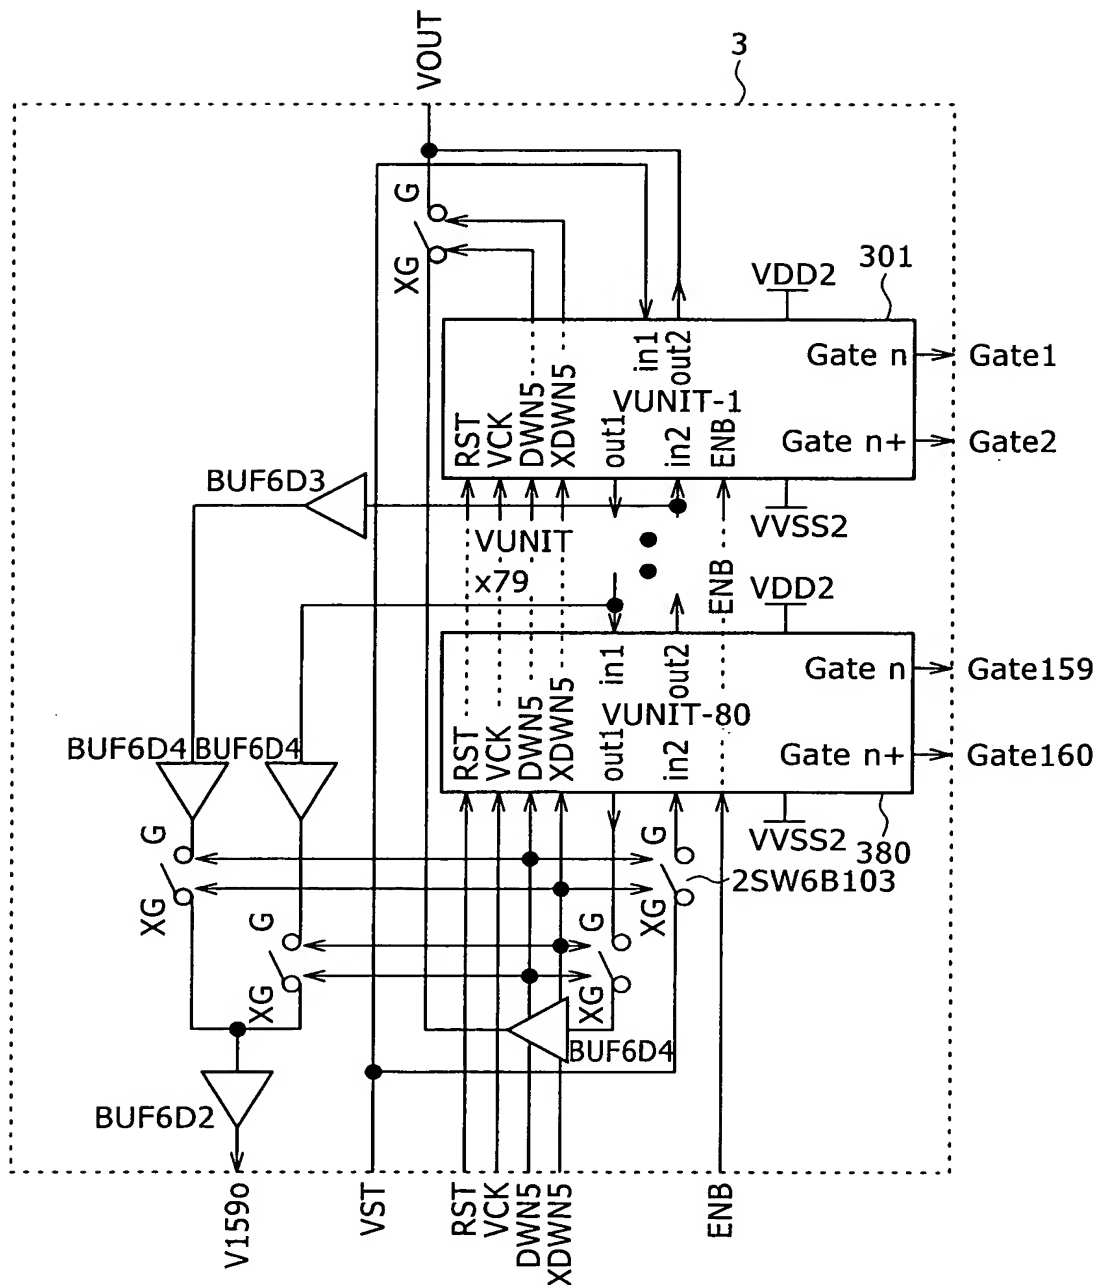 3
VOUT
G
XG
301
VDD2
in1
out2
Gate n
Gate1
RST
VCK
DWN5
XDWN5
VUNIT-1
out1
in2
ENB
Gate n+
Gate2
BUF6D3
VVSS2
VUNIT
x79
ENB
VDD2
in1
out2
Gate n
Gate159
RST
VCK
DWN5
XDWN5
VUNIT-80
out1
in2
Gate n+
Gate160
BUF6D4
BUF6D4
VVSS2
380
G
XG
G
XG
2SW6B103
G
XG
G
XG
BUF6D4
BUF6D2
V159o
VST
RST
VCK
DWN5
XDWN5
ENB